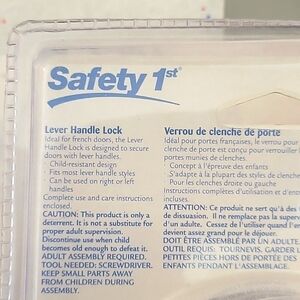 Safety 1st®
Lever Handle Lock
Ideal for french doors, the Lever
Handle Lock is designed to secure
doors with lever handles.
Child-resistant design
Fits most lever handle styles
Can be used on right or left
handles
Complete use and care instructions
enclosed.
CAUTION: This product is only a
deterrent. It is not a substitute for
proper adult supervision.
Discontinue use when child
becomes old enough to defeat it.
ADULT ASSEMBLY REQUIRED.
TOOL NEEDED: SCREWDRIVER.
KEEP SMALL PARTS AWAY
FROM CHILDREN DURING
ASSEMBLY.
Verrou de clenche de porte
Idéal pour portes françaises, le verrou de
clenche de porte est conçu pour verrouiller
portes munies de clenches.
Concept à l'épreuve des enfants
S'adapte à la plupart des styles de clenches
Pour les clenches droite ou gauche
Instructions complètes d'utilisation et d'entre
incluses.
ATTENTION: Ce produit ne sert qu'à des f
de dissuasion. Il ne remplace pas la super
d'un adulte. Cessez de l'utiliser quand l'en
devient assez grand pour le déjouer.
DOIT ÊTRE ASSEMBLÉ PAR UN ADULTE.
OUTIL REQUIS: TOURNEVIS. GARDER L
PETITES PIÈCES HORS DE PORTÉE DES
ENFANTS PENDANT L'ASSEMBLAGE.